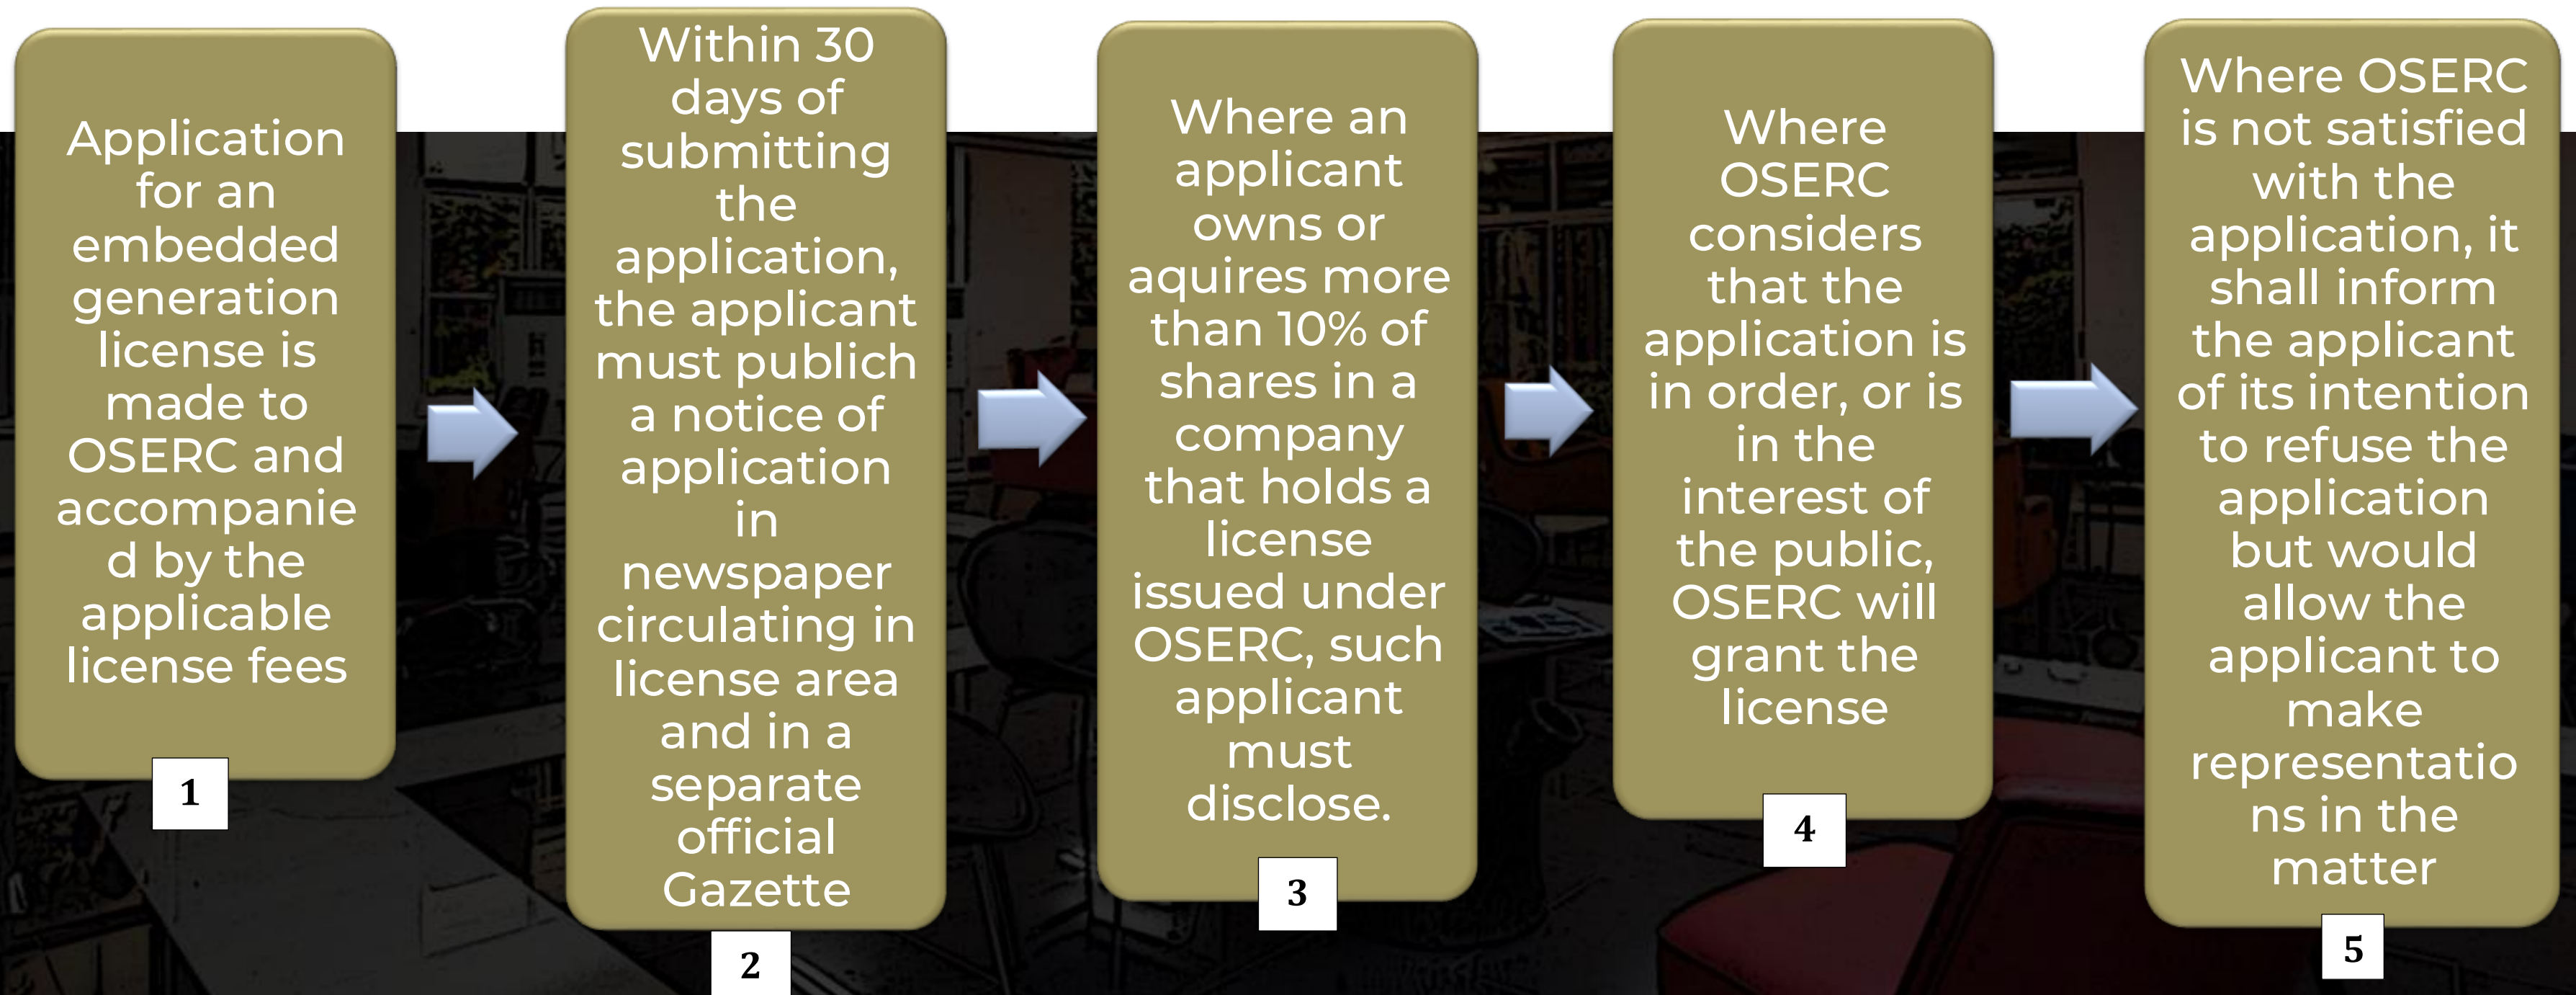 Application
for an
embedded
generation
license is
made to
OSERC and
accompanie
d by the
applicable
license fees
1
Within 30
days of
submitting
the
application,
the applicant
must publich
a notice of
application
in
newspaper
circulating in
license area
and in a
separate
official
Gazette
2
Where an
applicant
owns or
aquires more
than 10% of
shares in a
company
that holds a
license
issued under
OSERC, such
applicant
must
disclose.
3
Where
OSERC
considers
that the
application is
in order, or is
in the
interest of
the public,
OSERC will
grant the
license
4
Where OSERC
is not satisfied
with the
application, it
shall inform
the applicant
of its intention
to refuse the
application
but would
allow the
applicant to
make
representatio
ns in the
matter
5